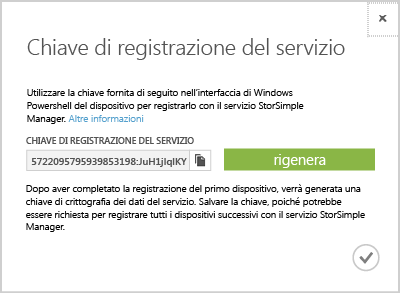 Chiave di registrazione del servizio
Utilizzare la chiave fornita di seguito nell'interfaccia di Windows
Powershell del dispositivo per registrarlo con il servizio StorSimple
Manager. Altre informazioni
CHIAVE DI REGISTRAZIONE DEL SERVIZIO
5722095795939853198:JuH1jlqlKY
rigenera
Dopo aver completato la registrazione del primo dispositivo, verrà generata una
chiave di crittografia dei dati del servizio. Salvare la chiave, poiché potrebbe
essere richiesta per registrare tutti i dispositivi successivi con il servizio StorSimple
Manager.